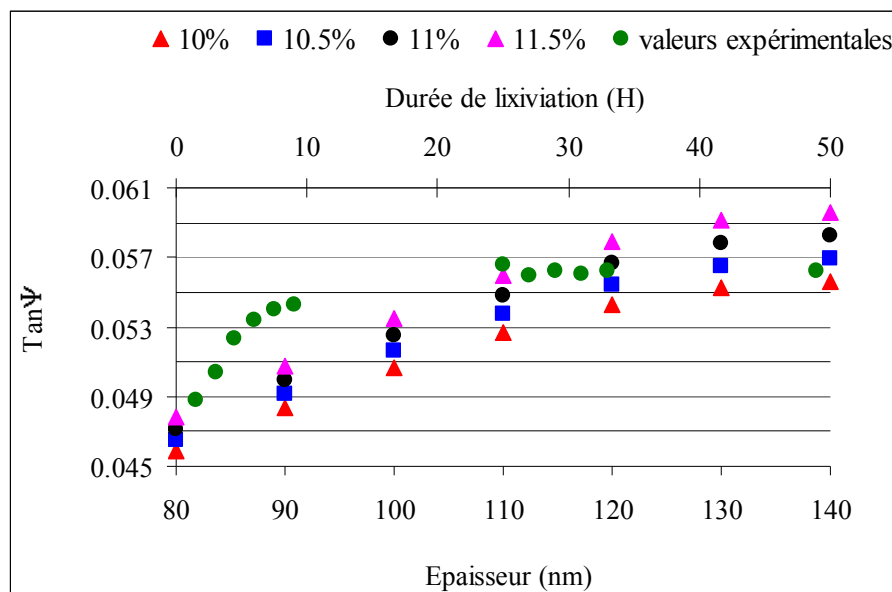 10% 10.5% 11% 11.5% valeurs expérimentales
Durée de lixiviation (H)
0 10 20 30 40 50
0.061
0.057
0.053
0.049
0.045
TanΨ
80 90 100 110 120 130 140
Epaisseur (nm)